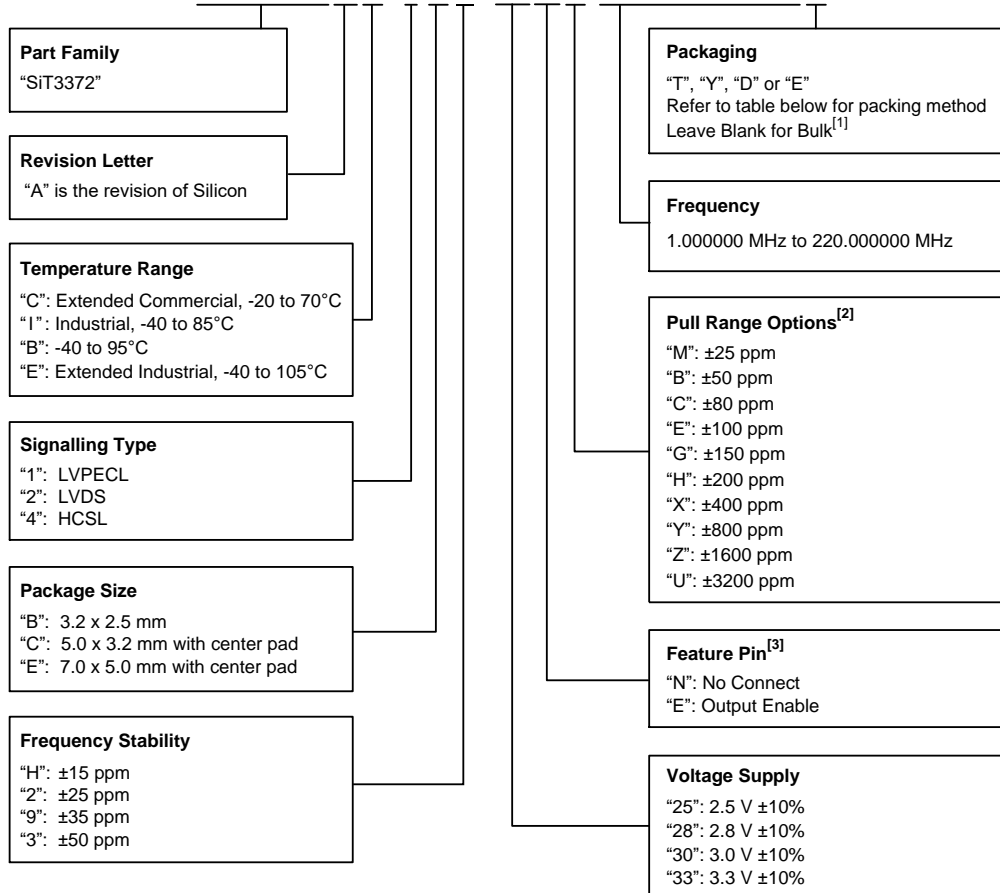 Part Family
“SiT3372”
Revision Letter
“A” is the revision of Silicon
Temperature Range
“C”: Extended Commercial, -20 to 70°C
“I”: Industrial, -40 to 85°C
“B”: -40 to 95°C
“E”: Extended Industrial, -40 to 105°C
Signalling Type
“1”: LVPECL
“2”: LVDS
“4”: HCSL
Package Size
“B”: 3.2 x 2.5 mm
“C”: 5.0 x 3.2 mm with center pad
“E”: 7.0 x 5.0 mm with center pad
Frequency Stability
“H”: ±15 ppm
“2”: ±25 ppm
“9”: ±35 ppm
“3”: ±50 ppm
Packaging
“T”, “Y”, “D” or “E”
Refer to table below for packing method
Leave Blank for Bulk[1]
Frequency
1.000000 MHz to 220.000000 MHz
Pull Range Options[2]
“M”: ±25 ppm
“B”: ±50 ppm
“C”: ±80 ppm
“E”: ±100 ppm
“G”: ±150 ppm
“H”: ±200 ppm
“X”: ±400 ppm
“Y”: ±800 ppm
“Z”: ±1600 ppm
“U”: ±3200 ppm
Feature Pin[3]
“N”: No Connect
“E”: Output Enable
Voltage Supply
“25”: 2.5 V ±10%
“28”: 2.8 V ±10%
“30”: 3.0 V ±10%
“33”: 3.3 V ±10%